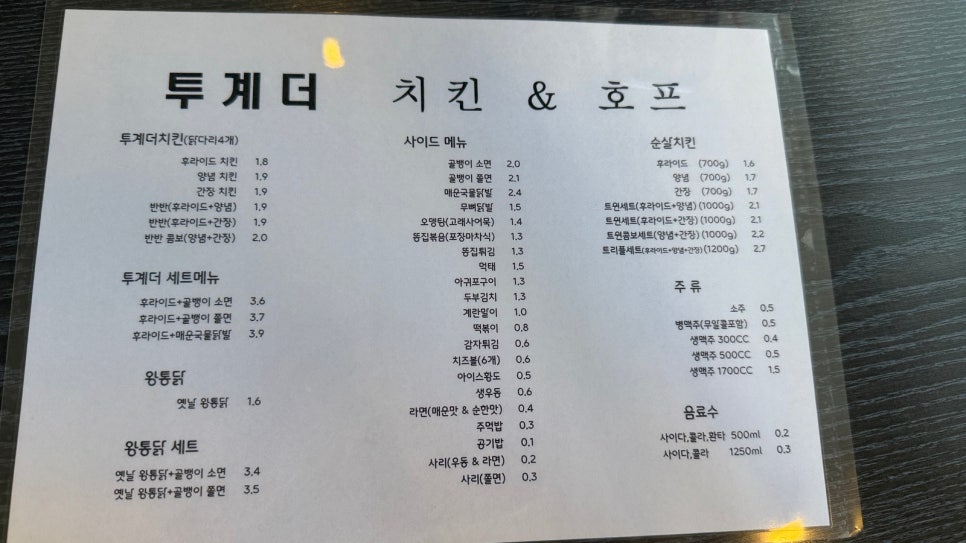 투계더 치킨 & 호프
투계더치킨(닭다리4개)
후라이드 치킨 1.8
양념 치킨 1.9
간장 치킨 1.9
반반(후라이드+양념) 1.9
반반(후라이드+간장) 1.9
반반 콤보(양념+간장) 2.0
투계더 세트메뉴
후라이드+골뱅이 소면 3.6
후라이드+골뱅이 쫄면 3.7
후라이드+매운국물닭발 3.9
왕통닭
옛날 왕통닭 1.6
왕통닭 세트
옛날 왕통닭+골뱅이 소면 3.4
옛날 왕통닭+골뱅이 쫄면 3.5
사이드 메뉴
골뱅이 소면 2.0
골뱅이 쫄면 2.1
매운국물닭발 2.4
무뼈닭발 1.5
오뎅탕(고래사어묵) 1.4
똥집볶음(포장마차식) 1.3
똥집튀김 1.3
먹태 1.5
아귀포구이 1.3
두부김치 1.3
계란말이 1.0
떡볶이 0.8
감자튀김 0.6
치즈볼(6개) 0.6
아이스황도 0.5
생우동 0.6
라면(매운맛 & 순한맛) 0.4
주먹밥 0.3
공기밥 0.1
사리(우동 & 라면) 0.2
사리(쫄면) 0.3
순살치킨
후라이드 (700g) 1.6
양념 (700g) 1.7
간장 (700g) 1.7
트윈세트(후라이드+양념) (1000g) 2.1
트윈세트(후라이드+간장) (1000g) 2.1
트윈콤보세트(양념+간장) (1000g) 2.2
트리플세트(후라이드+양념+간장) (1200g) 2.7
주 류
소주 0.5
병맥주(무알콜포함) 0.5
생맥주 300CC 0.4
생맥주 500CC 0.5
생맥주 1700CC 1.5
음료수
사이다,콜라,환타 500ml 0.2
사이다,콜라 1250ml 0.3